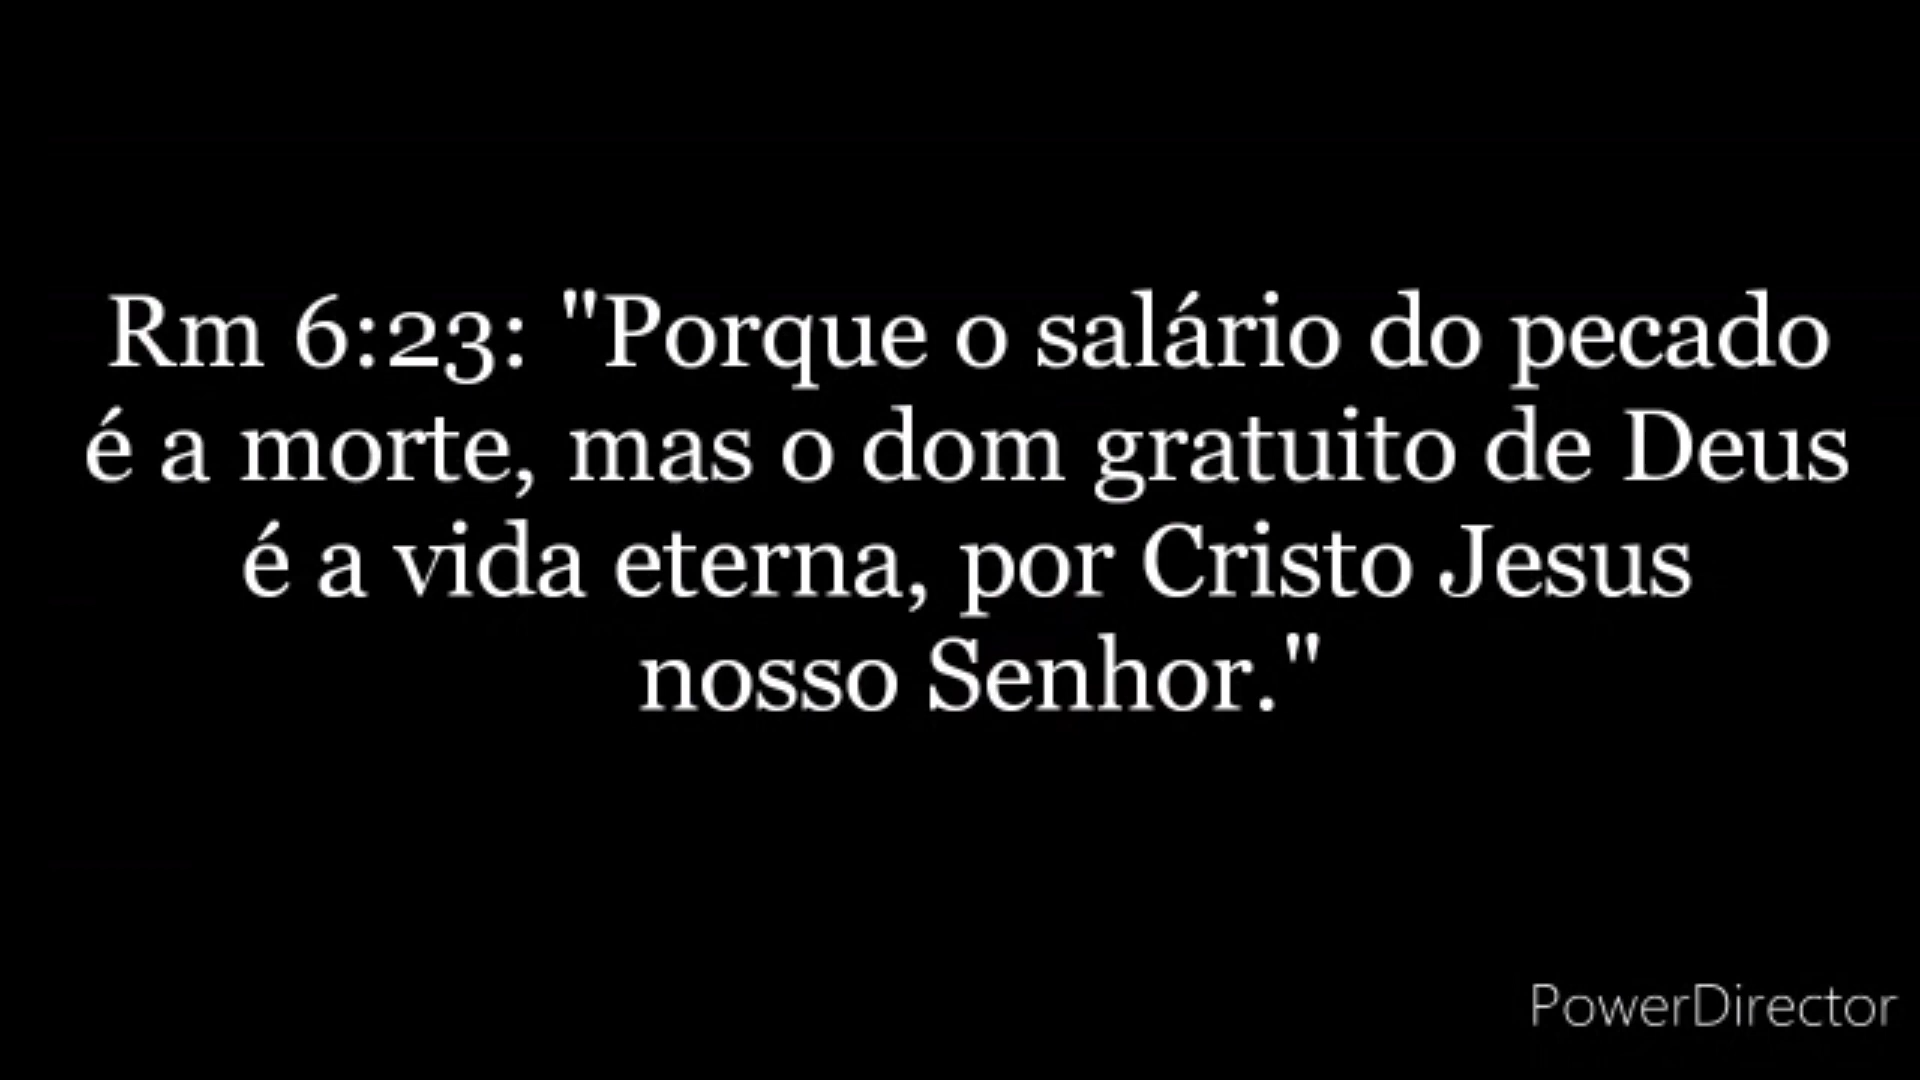 Rm 6:23: "Porque o salário do pecado
é a morte, mas o dom gratuito de Deus
é a vida eterna, por Cristo Jesus
nosso Senhor."
PowerDirector